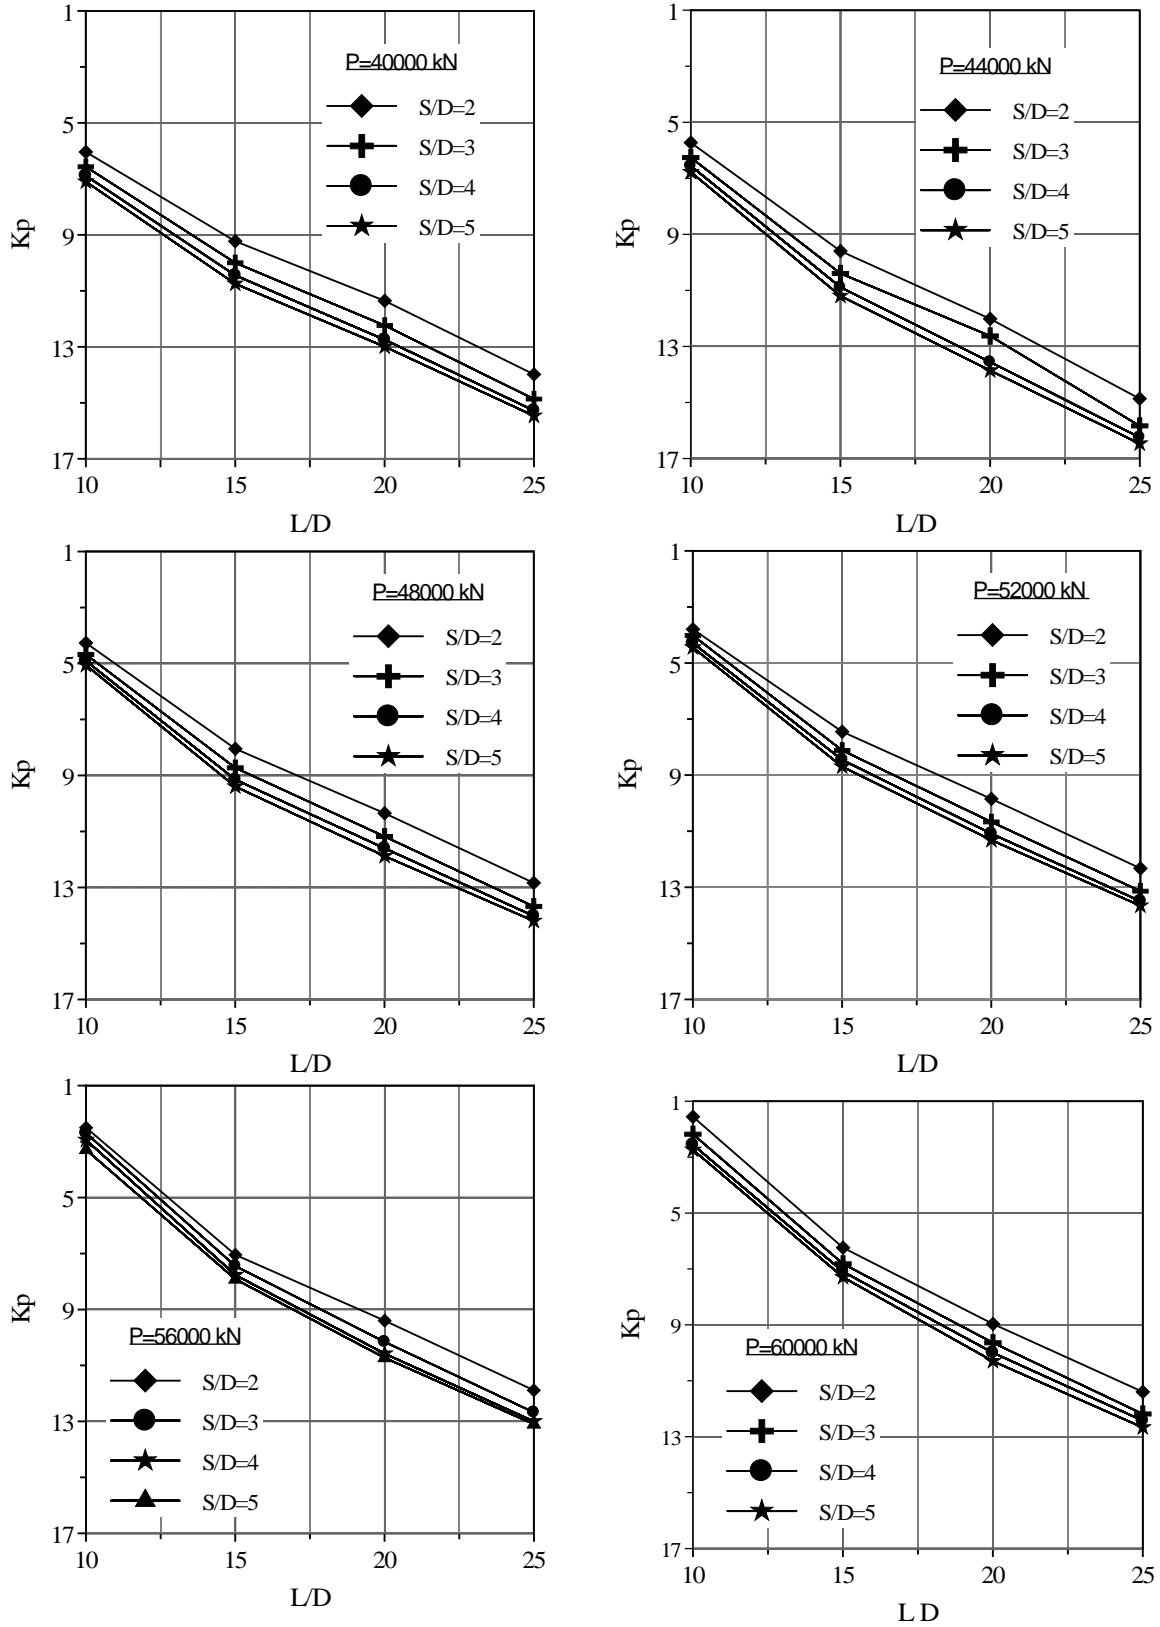 1
5
9
13
17
Kp
P=40000 kN
S/D=2
S/D=3
S/D=4
S/D=5
10 15 20 25
L/D
1
5
9
13
17
Kp
P=44000 kN
S/D=2
S/D=3
S/D=4
S/D=5
10 15 20 25
L/D
1
5
9
13
17
Kp
P=48000 kN
S/D=2
S/D=3
S/D=4
S/D=5
10 15 20 25
L/D
1
5
9
13
17
Kp
P=52000 kN
S/D=2
S/D=3
S/D=4
S/D=5
10 15 20 25
L/D
1
5
9
13
17
Kp
P=56000 kN
S/D=2
S/D=3
S/D=4
S/D=5
10 15 20 25
L/D
1
5
9
13
17
Kp
P=60000 kN
S/D=2
S/D=3
S/D=4
S/D=5
10 15 20 25
L D